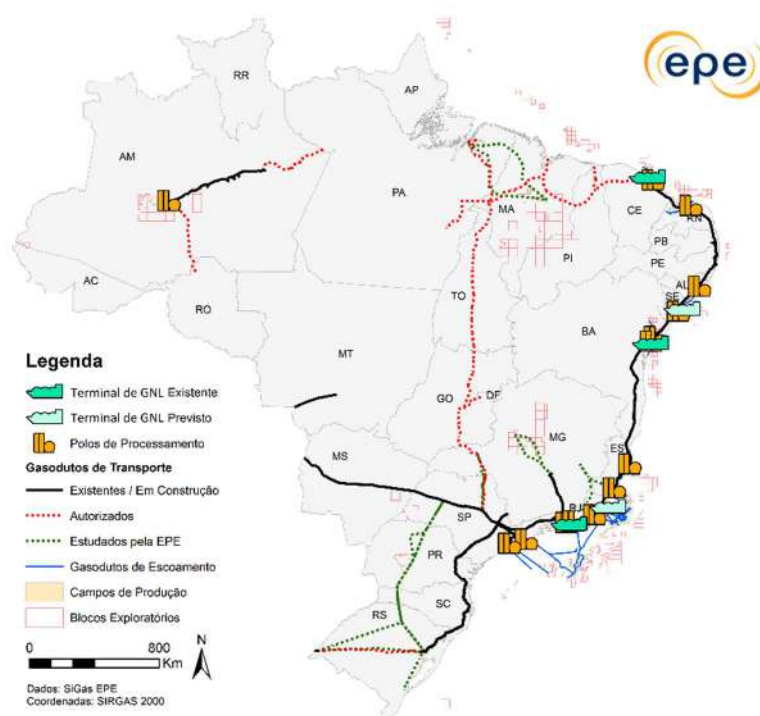 epe
RR
AP
AM
PA
MA
CE
RN
PB
PE
PI
AL
SE
AC
RO
TO
BA
MT
GO
DF
MG
ES
MS
SP
RJ
PR
SC
RS
Legenda
Terminal de GNL Existente
Terminal de GNL Previsto
Polos de Processamento
Gasodutos de Transporte
Existentes / Em Construção
Autorizados
Estudados pela EPE
Gasodutos de Escoamento
Campos de Produção
Blocos Exploratórios
0 800
Km
N
Dados: SiGás EPE
Coordenadas: SIRGAS 2000